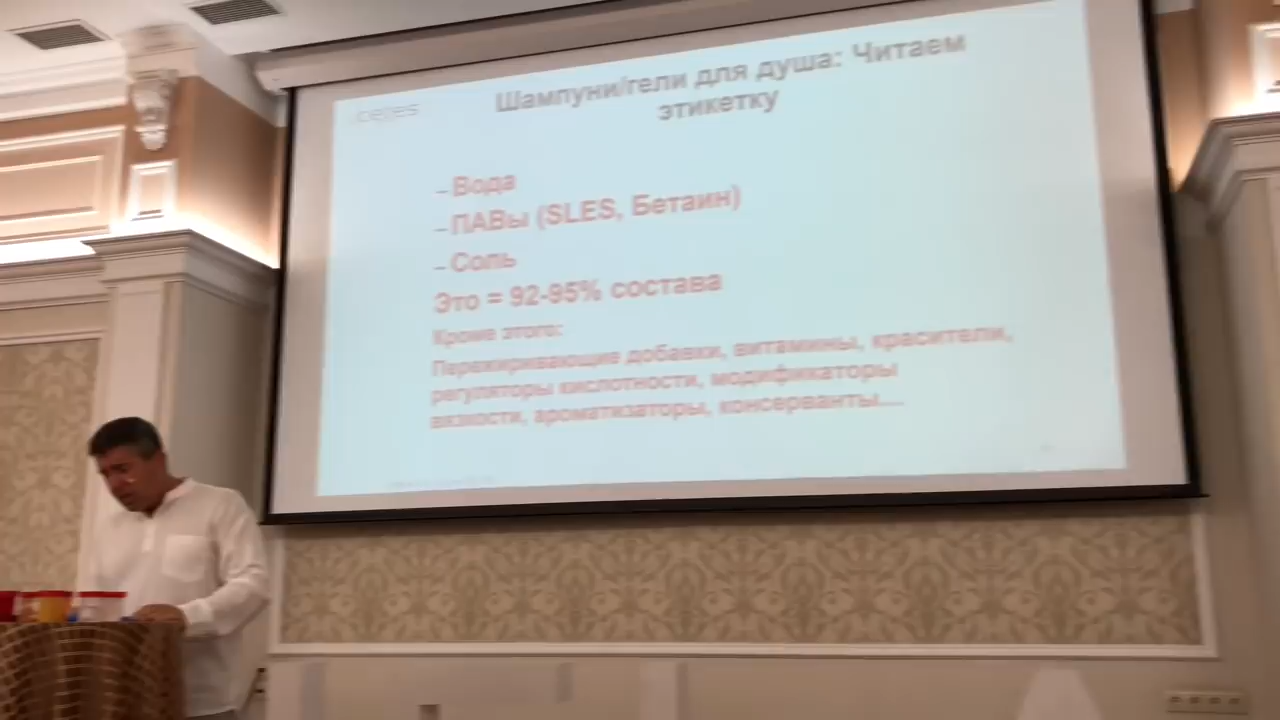 Шампуни/гели для душа: Читаем
этикетку
– Вода
– ПАВы (SLES, Бетаин)
– Соль
Это = 92-95% состава
Кроме этого:
Пережиривающие добавки, витамины, красители,
регуляторы кислотности, модификаторы
вязкости, ароматизаторы, консерванты...